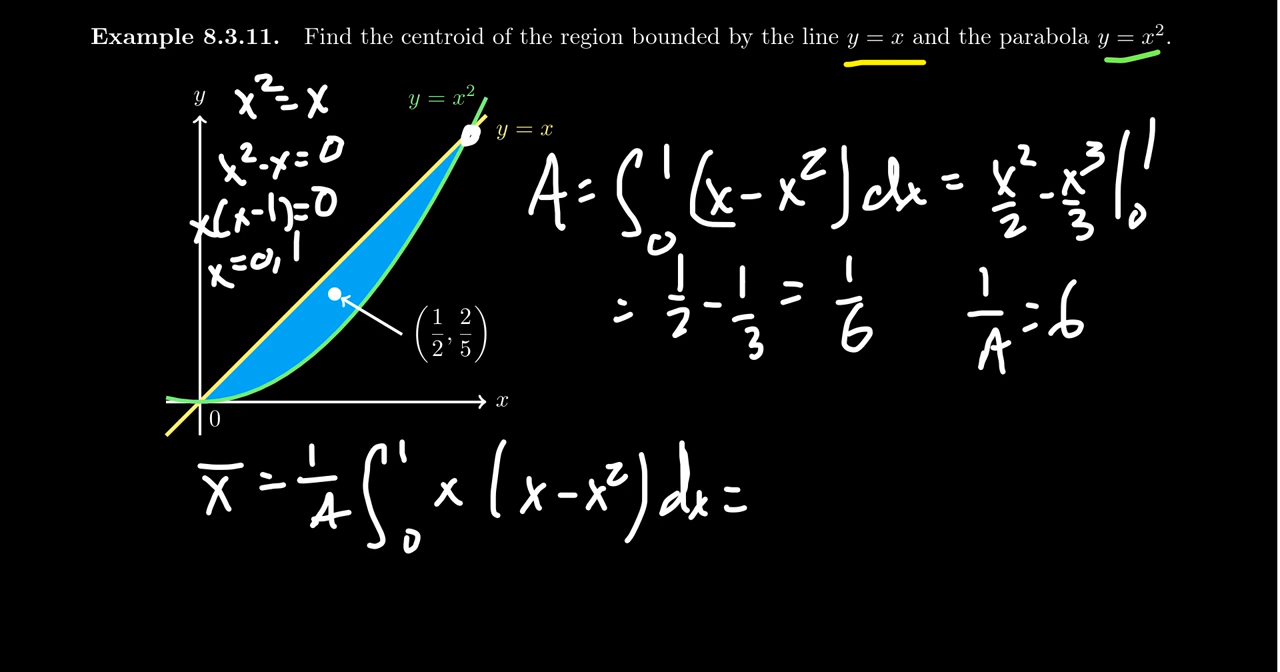 Example 8.3.11. Find the centroid of the region bounded by the line y = x and the parabola y = x².
y
x² = x
x² - x = 0
x(x-1) = 0
x = 0, 1
y = x²
y = x
(1/2, 2/5)
x
0
A = ∫₀¹ (x - x²) dx = x²/2 - x³/3 |₀¹
= 1/2 - 1/3 = 1/6
1/A = 6
x̄ = 1/A ∫₀¹ x (x - x²) dx =